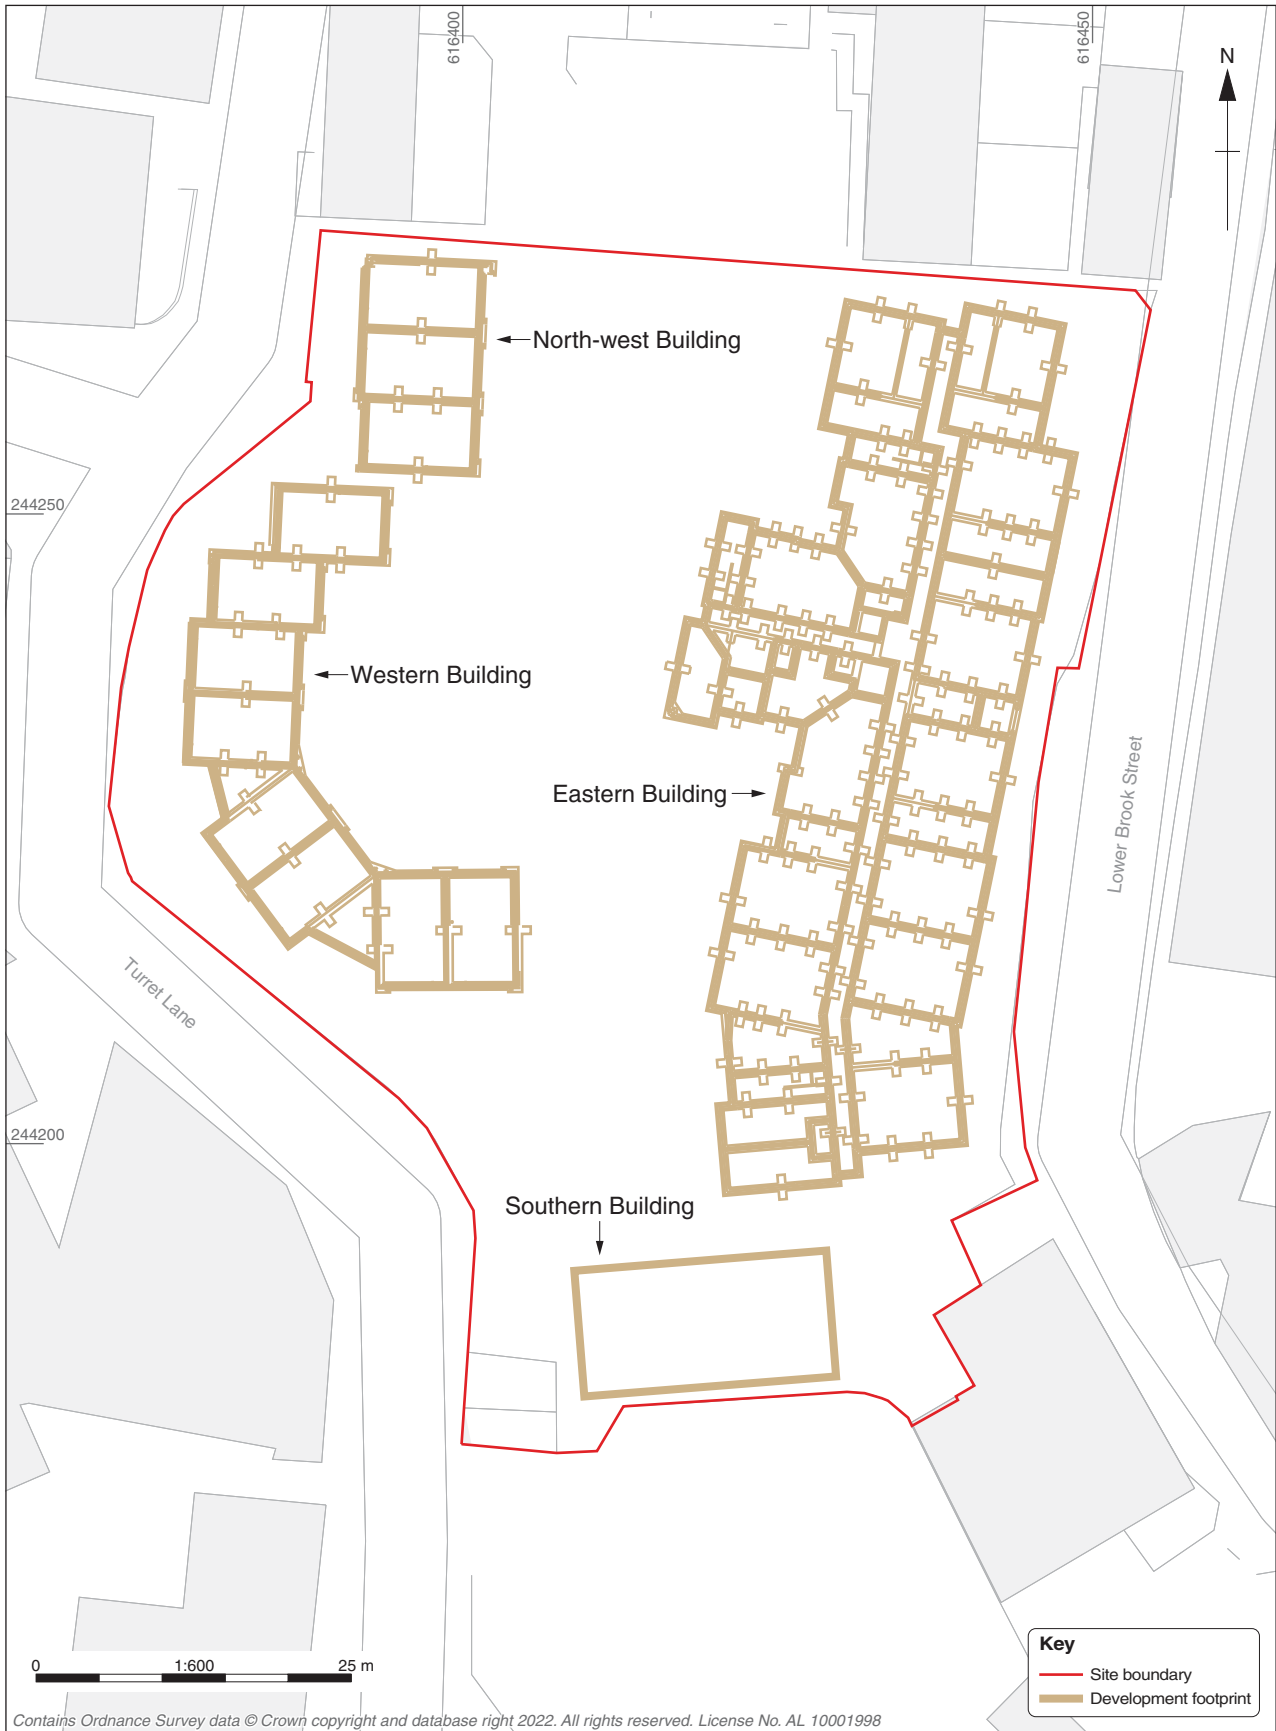 616400
616450
N
North-west Building
244250
Western Building
Eastern Building
Lower Brook Street
Turret Lane
244200
Southern Building
Key
Site boundary
Development footprint
0 1:600 25 m
Contains Ordnance Survey data © Crown copyright and database right 2022. All rights reserved. License No. AL 10001998